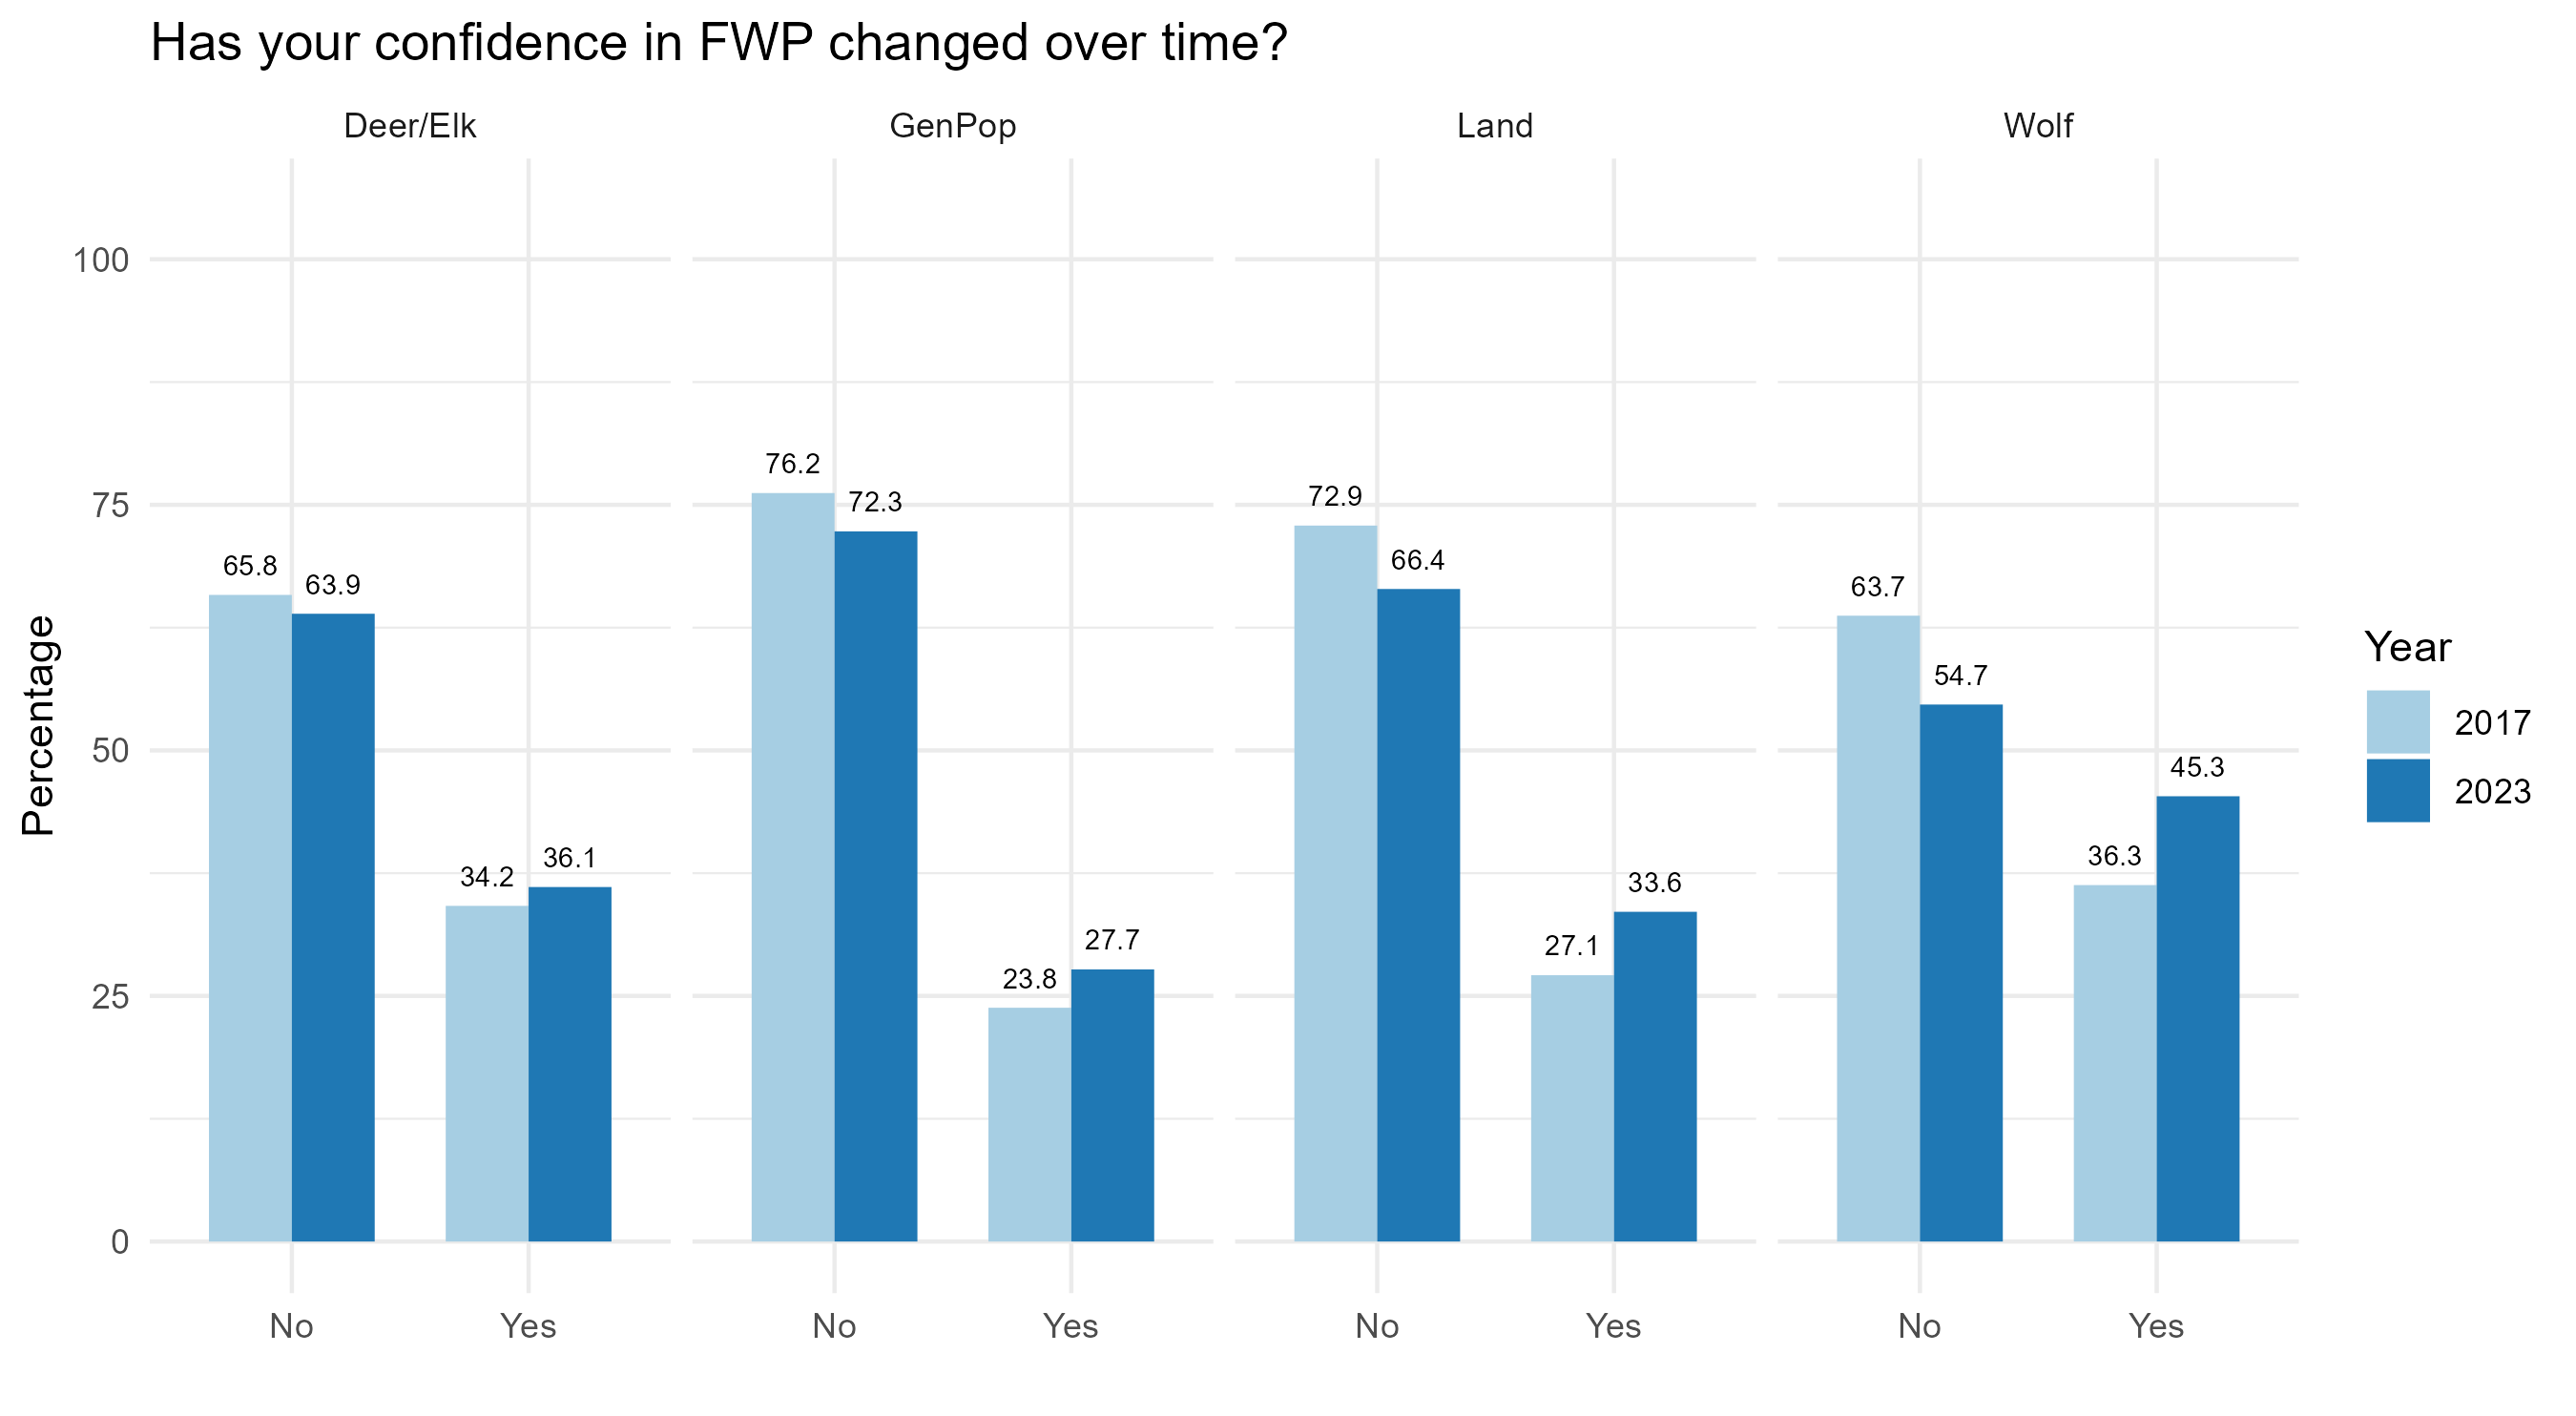 Has your confidence in FWP changed over time?
Deer/Elk GenPop Land Wolf
100
75
50
25
0
Percentage
65.8 63.9 34.2 36.1
76.2 72.3 23.8 27.7
72.9 66.4 27.1 33.6
63.7 54.7 36.3 45.3
No Yes No Yes No Yes No Yes
Year
2017
2023